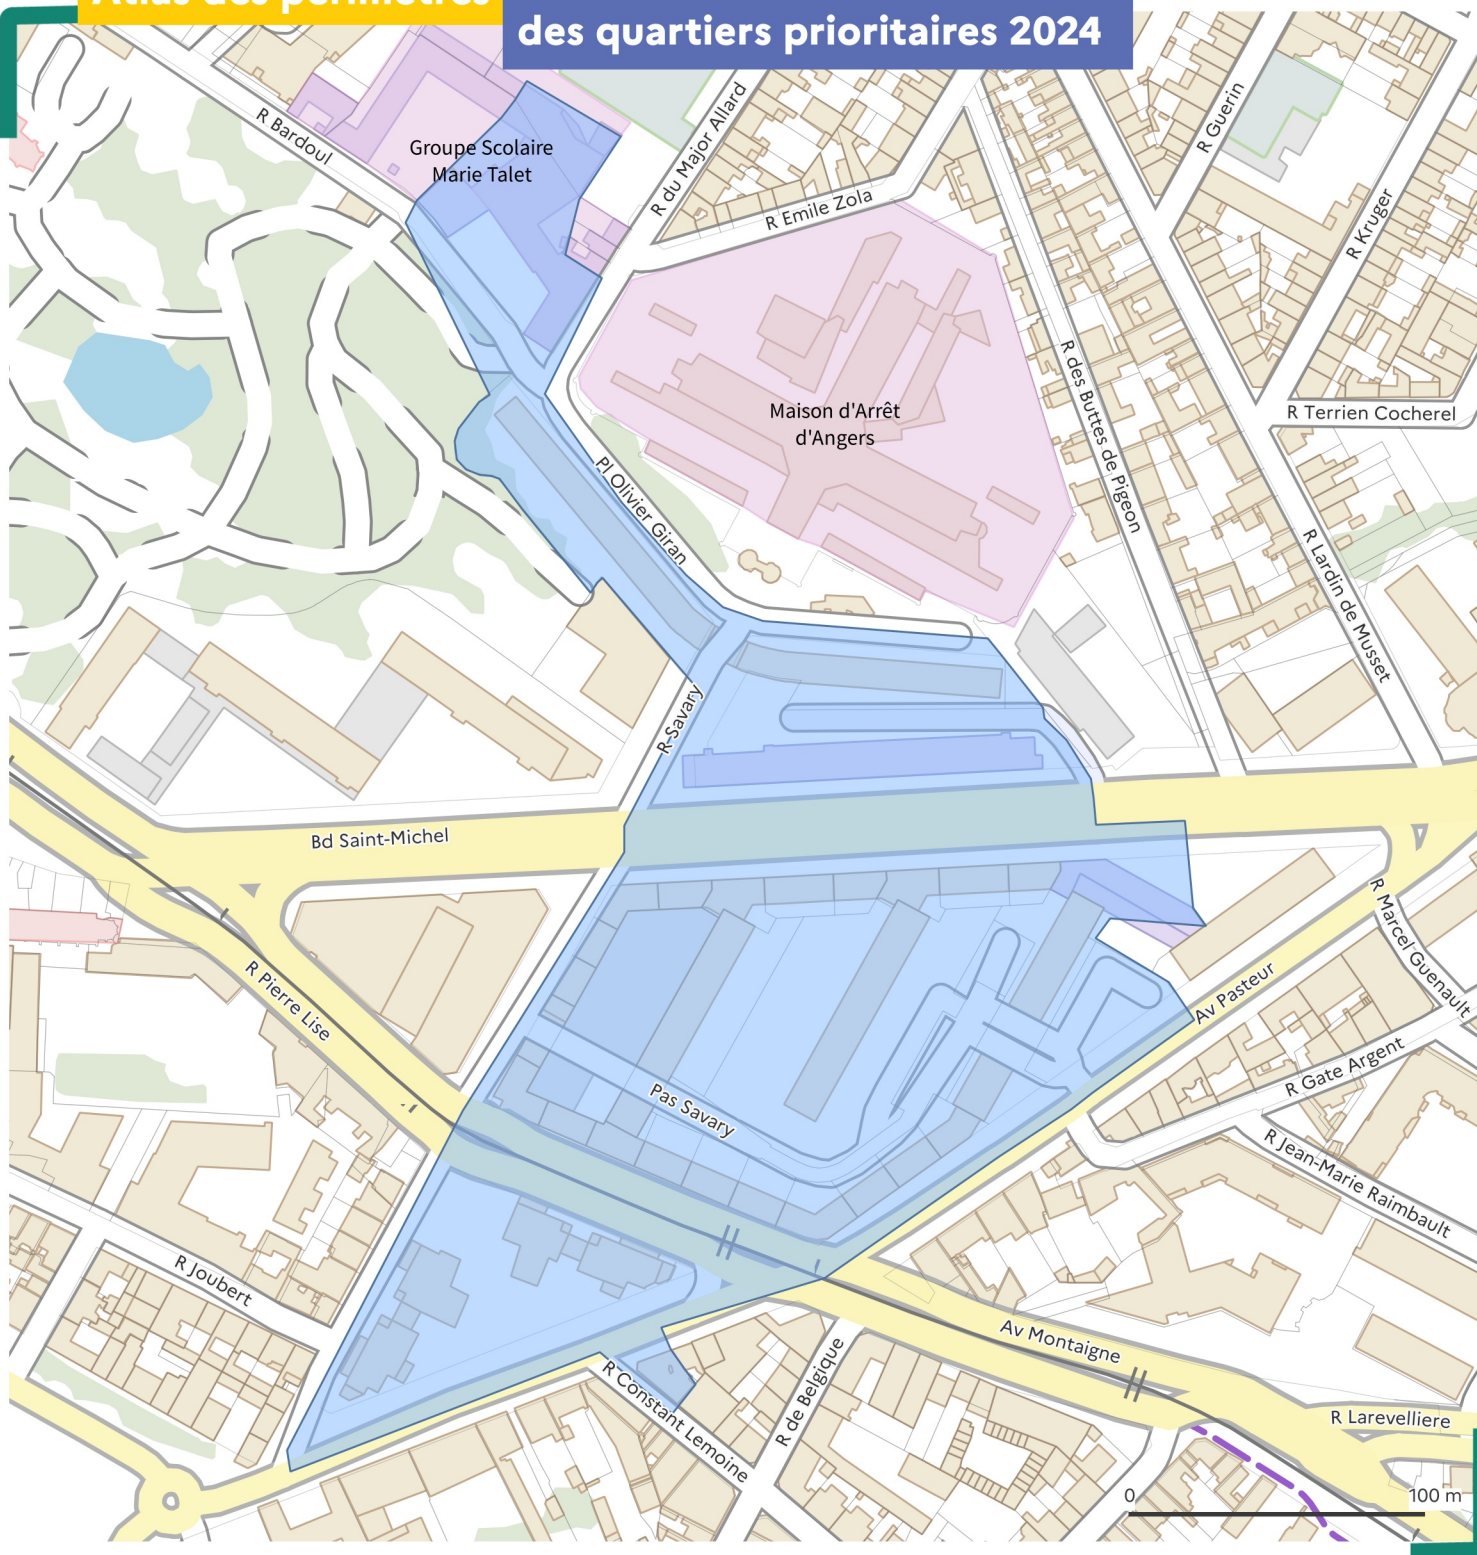 Atlas des périmètres
des quartiers prioritaires 2024
R Bardoul
Groupe Scolaire
Marie Talet
R du Major Allard
R Emile Zola
R Guerin
R Kruger
R Terrien Cocherel
R des Buttes de Pigeon
Maison d'Arrêt
d'Angers
Pl Olivier Giran
R Lardin de Musset
R Savary
Bd Saint-Michel
R Pierre Lise
R Marcel Guenault
Av Pasteur
R Gate Argent
Pas Savary
R Jean-Marie Raimbault
R Joubert
Av Montaigne
R de Belgique
R Constant Lemoine
R Larevelliere
0
100 m